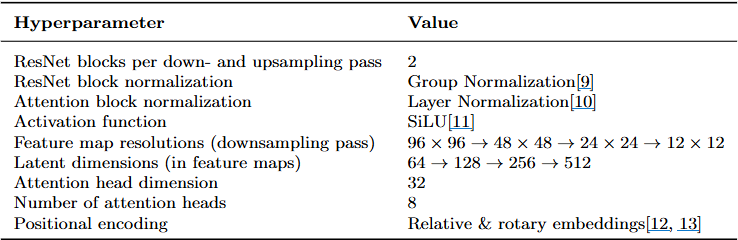 Hyperparameter Value
ResNet blocks per down- and upsampling pass 2
ResNet block normalization Group Normalization[9]
Attention block normalization Layer Normalization[10]
Activation function SiLU[11]
Feature map resolutions (downsampling pass) 96 × 96 → 48 × 48 → 24 × 24 → 12 × 12
Latent dimensions (in feature maps) 64 → 128 → 256 → 512
Attention head dimension 32
Number of attention heads 8
Positional encoding Relative & rotary embeddings[12, 13]